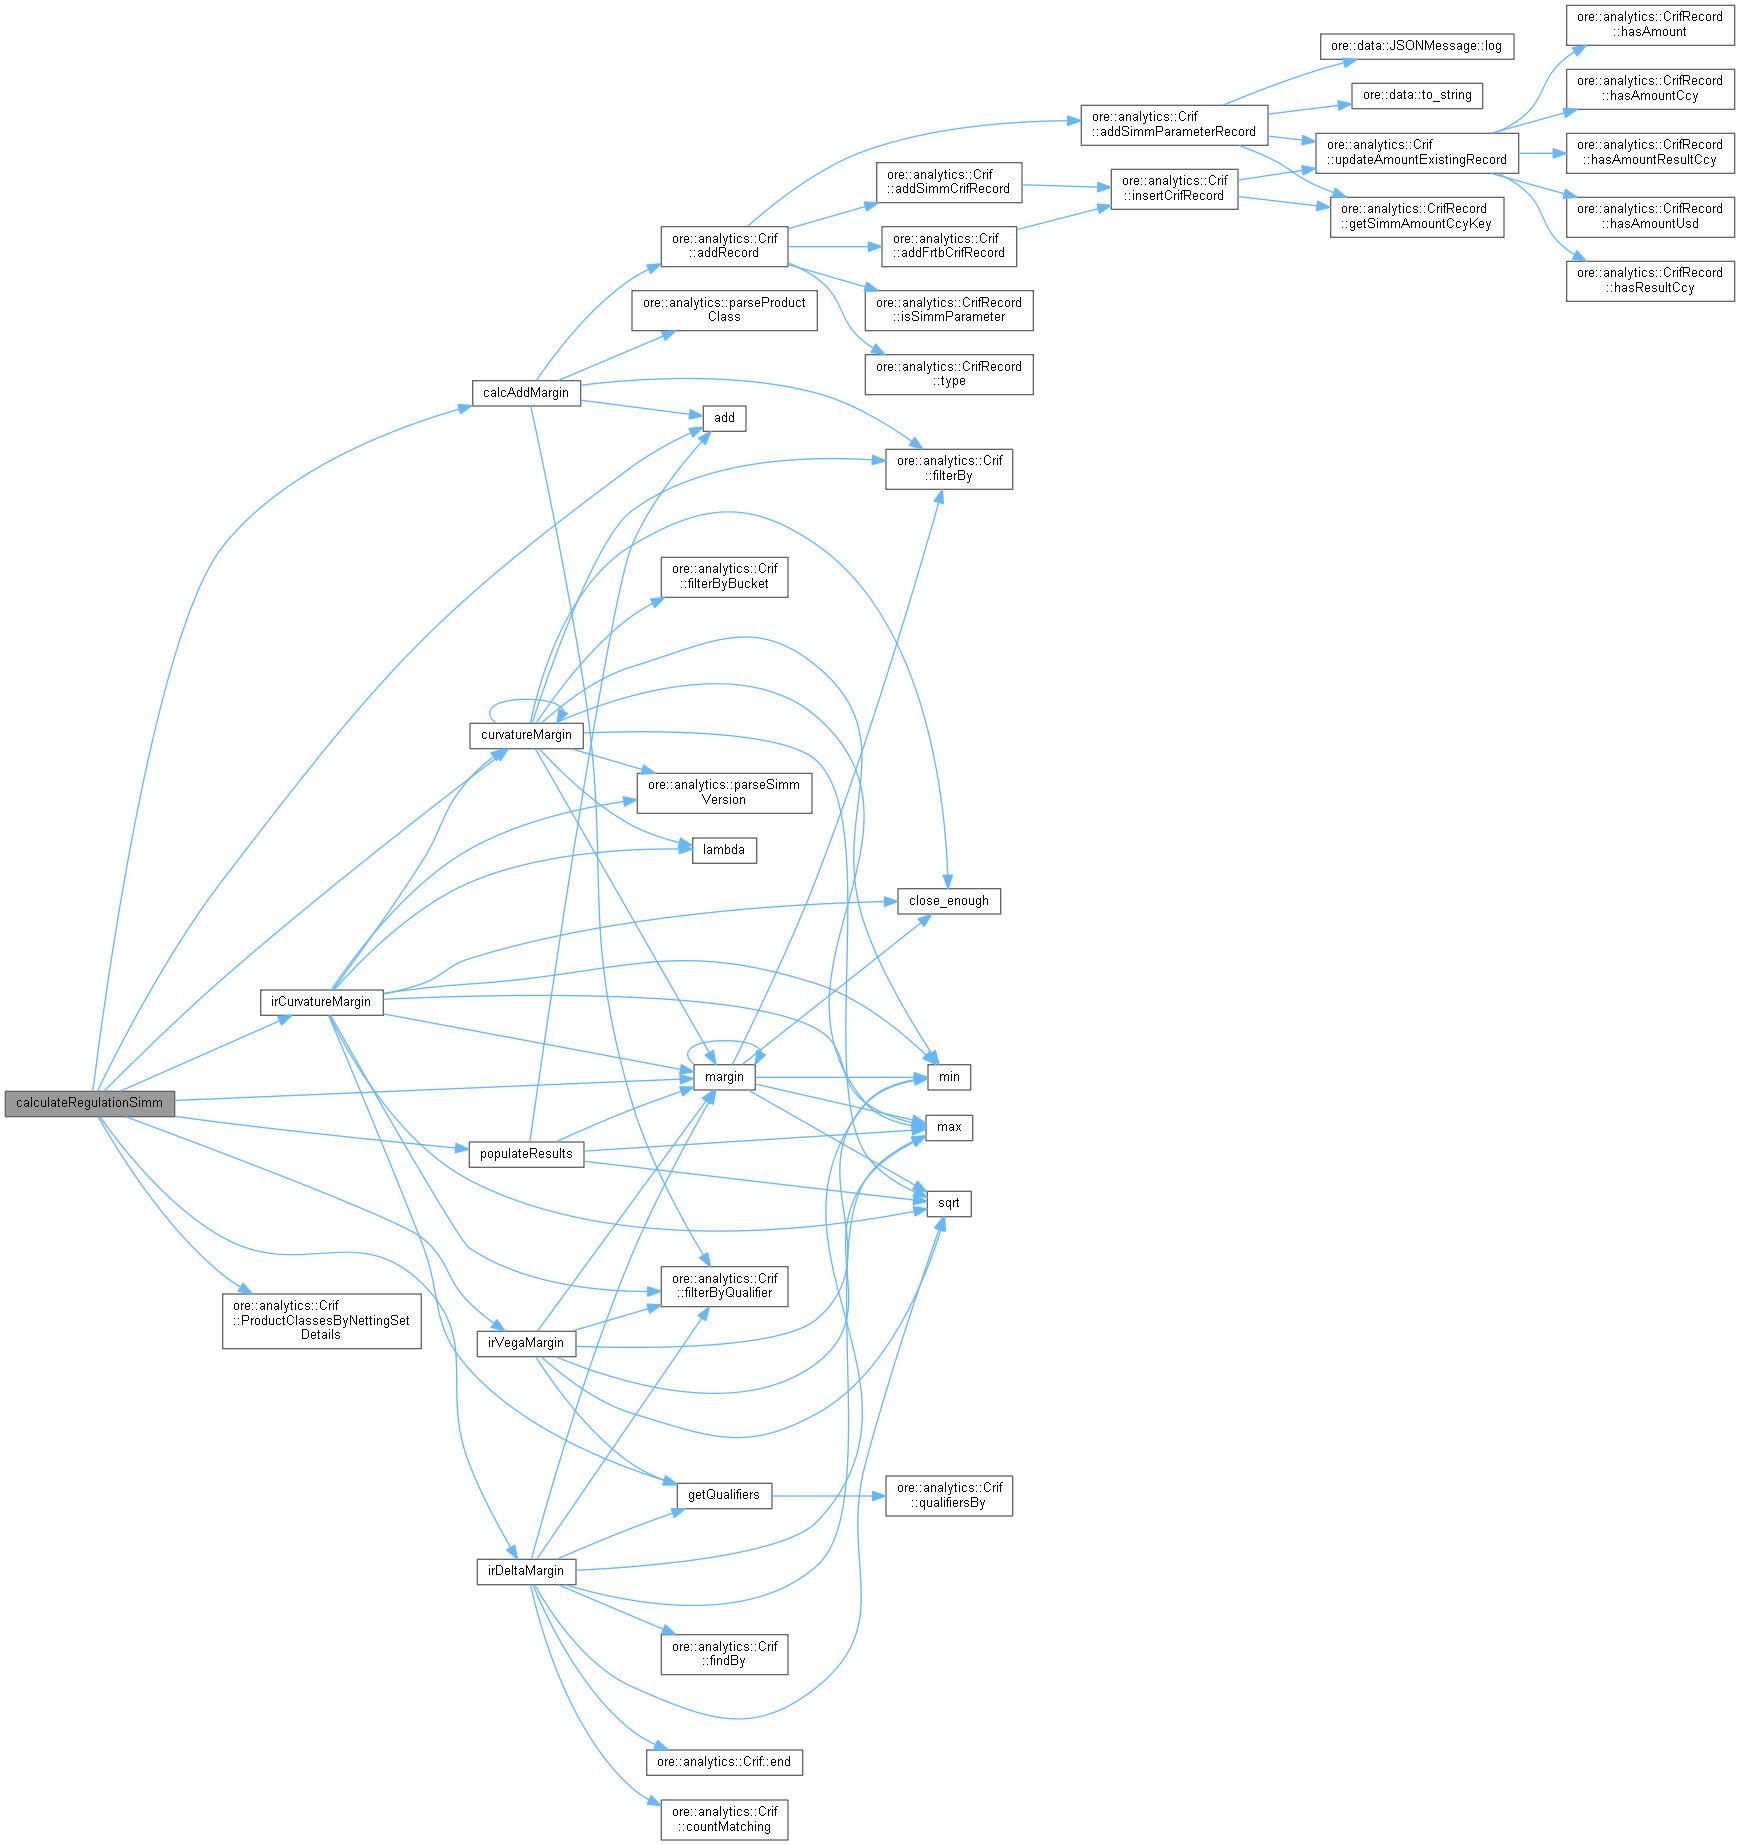 ore::analytics::CrifRecord
::hasAmount
ore::data::JSONMessage::log
ore::analytics::CrifRecord
::hasAmountCcy
ore::data::to_string
ore::analytics::Crif
::addSimmParameterRecord
ore::analytics::Crif
::updateAmountExistingRecord
ore::analytics::CrifRecord
::hasAmountResultCcy
ore::analytics::Crif
::addSimmCrifRecord
ore::analytics::Crif
::insertCrifRecord
ore::analytics::CrifRecord
::getSimmAmountCcyKey
ore::analytics::CrifRecord
::hasAmountUsd
ore::analytics::Crif
::addRecord
ore::analytics::Crif
::addFrtbCrifRecord
ore::analytics::CrifRecord
::hasResultCcy
ore::analytics::parseProduct
Class
ore::analytics::CrifRecord
::isSimmParameter
ore::analytics::CrifRecord
::type
calcAddMargin
add
ore::analytics::Crif
::filterBy
ore::analytics::Crif
::filterByBucket
curvatureMargin
ore::analytics::parseSimm
Version
lambda
close_enough
irCurvatureMargin
margin
min
calculateRegulationSimm
max
populateResults
sqrt
ore::analytics::Crif
::filterByQualifier
ore::analytics::Crif
::ProductClassesByNettingSet
Details
irVegaMargin
getQualifiers
ore::analytics::Crif
::qualifiersBy
irDeltaMargin
ore::analytics::Crif
::findBy
ore::analytics::Crif::end
ore::analytics::Crif
::countMatching